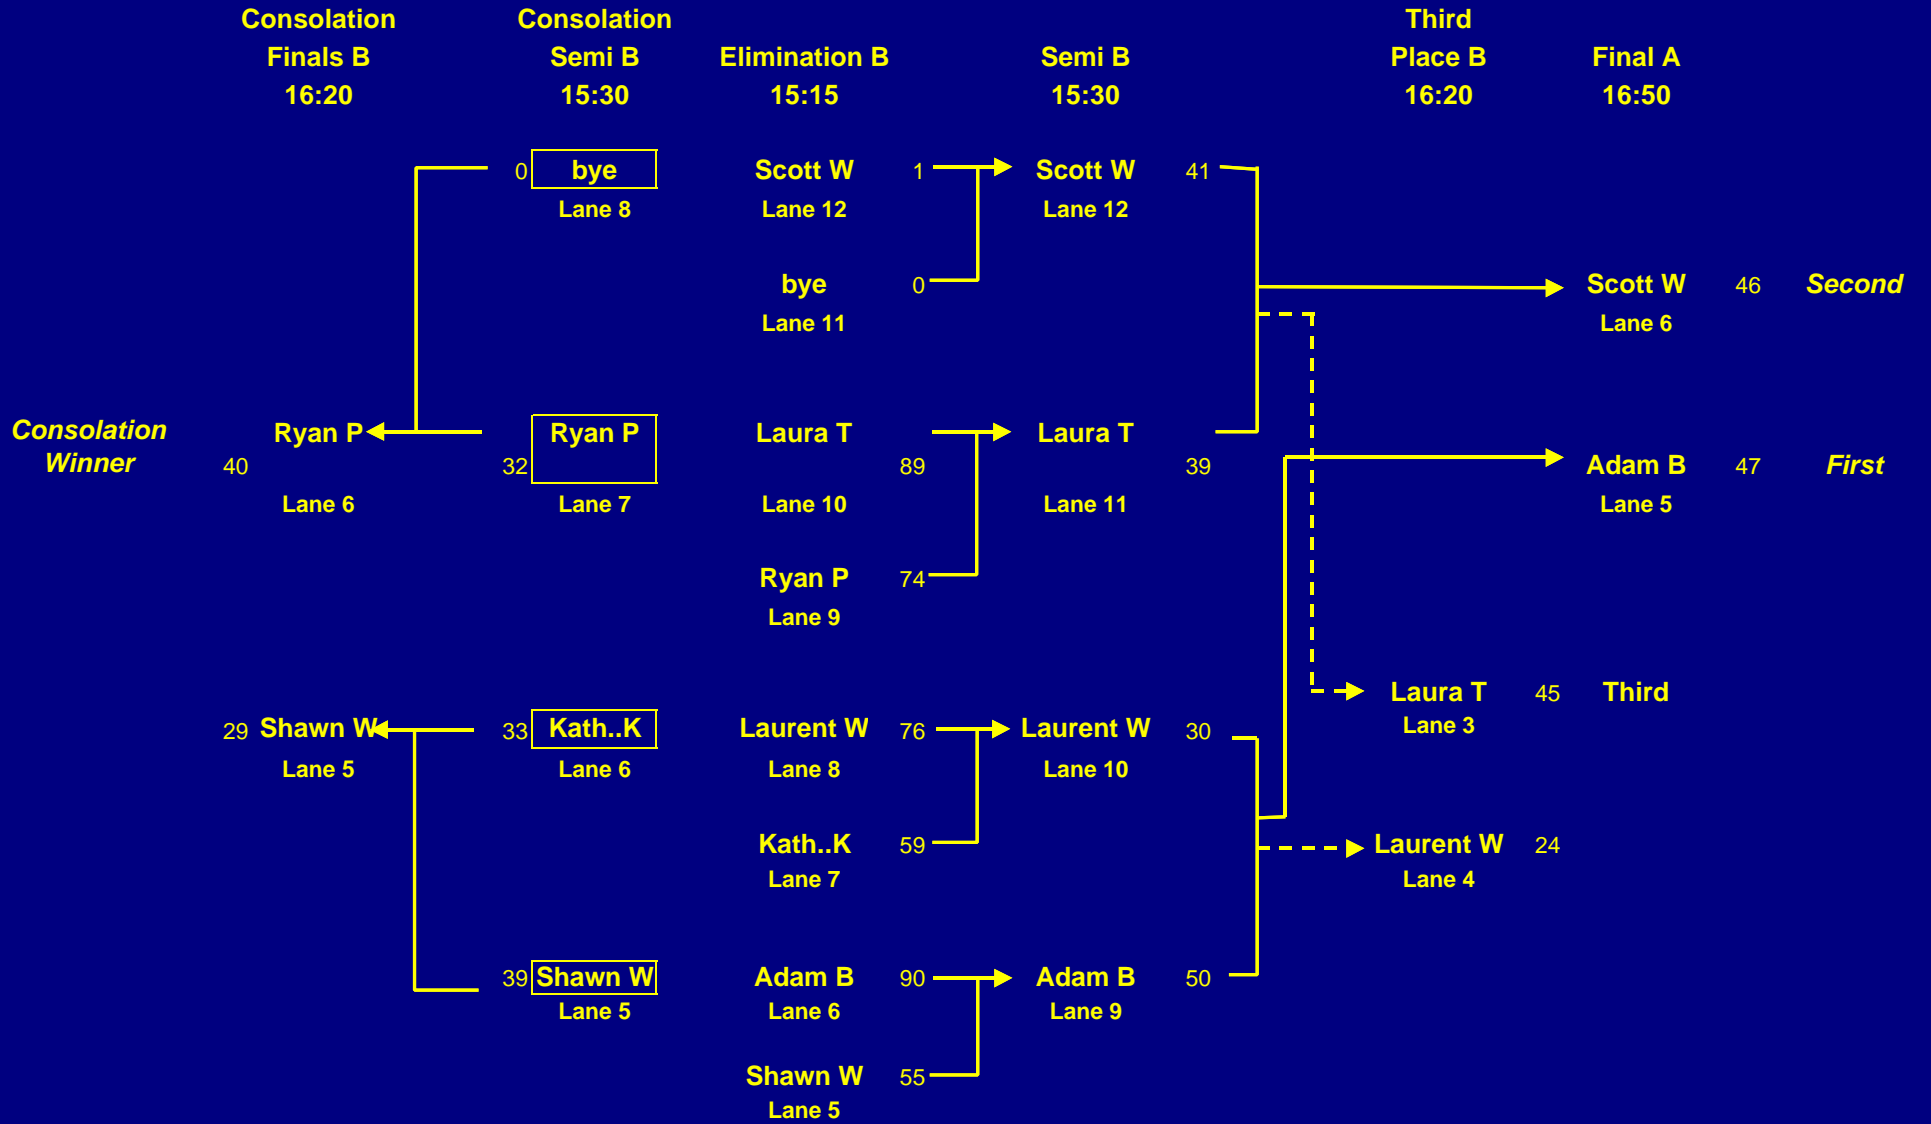 Consolation Consolation Third
Finals B Semi B Elimination B Semi B Place B Final A
16:20 15:30 15:15 15:30 16:20 16:50
0 bye Scott W 1 Scott W 41
Lane 8 Lane 12 Lane 12
bye 0 Scott W 46 Second
Lane 11 Lane 6
Consolation Ryan P Ryan P Laura T Laura T
Winner 40 32 89 39 Adam B 47 First
Lane 6 Lane 7 Lane 10 Lane 11 Lane 5
Ryan P 74
Lane 9
Laura T 45 Third
Lane 3
29 Shawn W 33 Kath..K Laurent W 76 Laurent W 30
Lane 5 Lane 6 Lane 8 Lane 10
Kath..K 59 Laurent W 24
Lane 7 Lane 4
39 Shawn W Adam B 90 Adam B 50
Lane 5 Lane 6 Lane 9
Shawn W 55
Lane 5